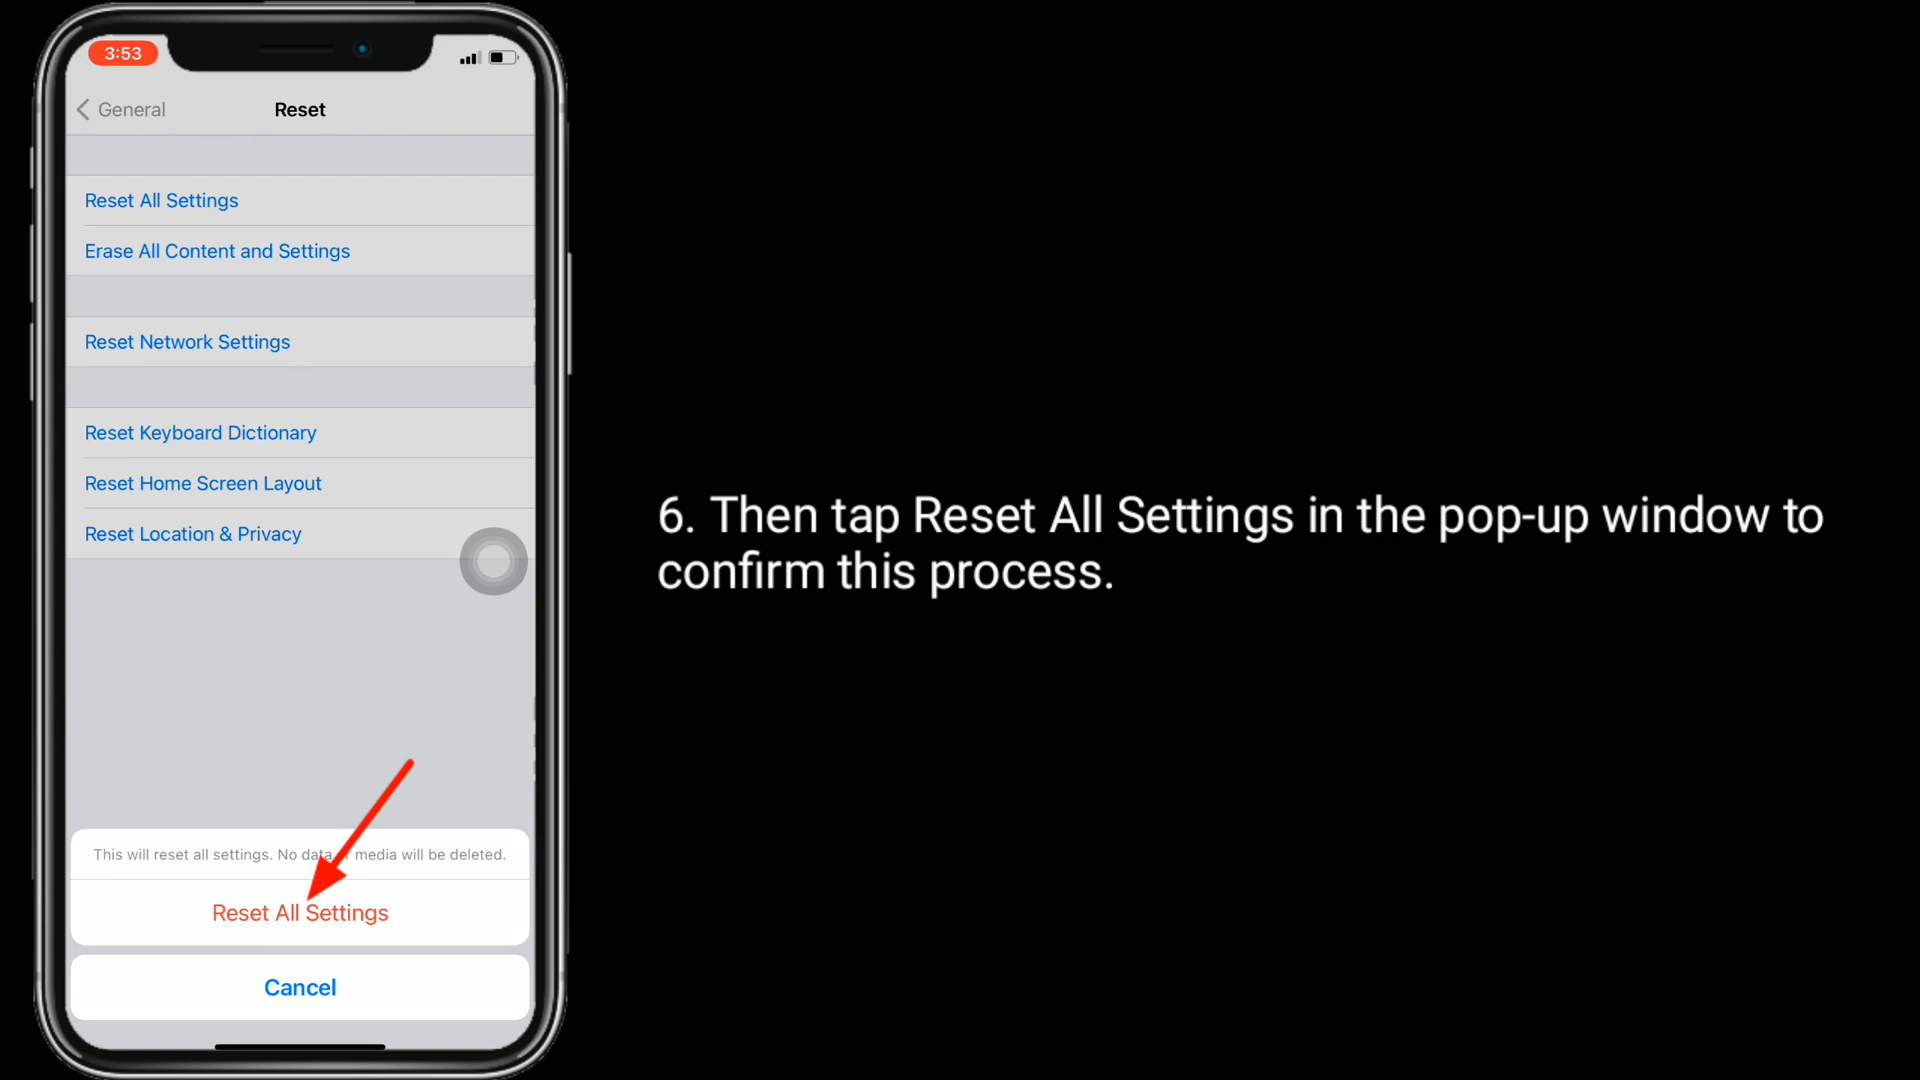 3:53
General
Reset
Reset All Settings
Erase All Content and Settings
Reset Network Settings
Reset Keyboard Dictionary
Reset Home Screen Layout
Reset Location & Privacy
This will reset all settings. No data media will be deleted.
Reset All Settings
Cancel
6. Then tap Reset All Settings in the pop-up window to
confirm this process.